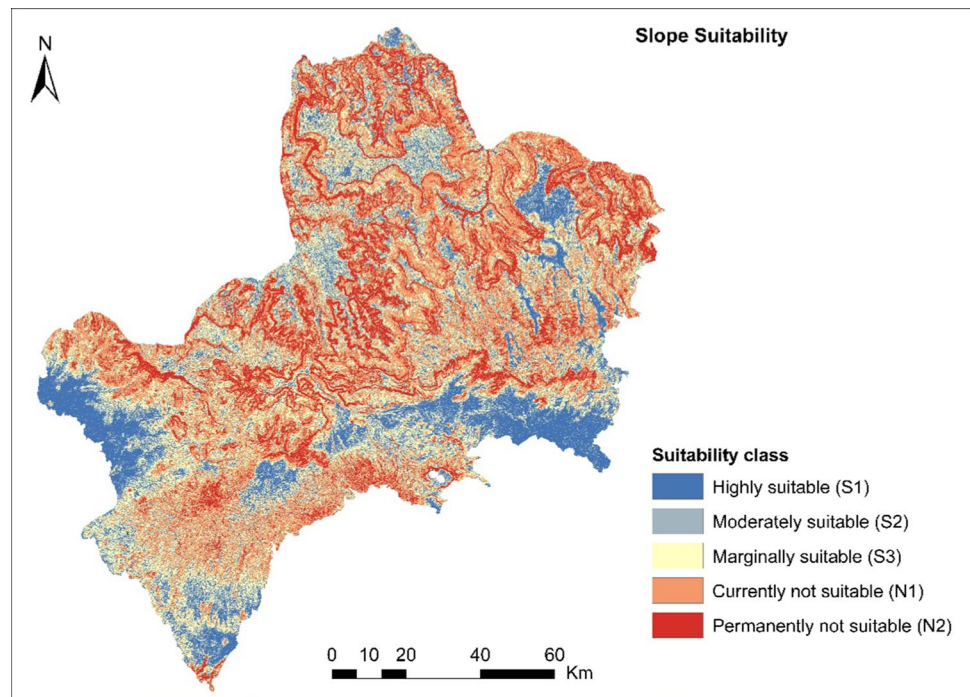 Slope Suitability
N
Suitability class
Highly suitable (S1)
Moderately suitable (S2)
Marginally suitable (S3)
Currently not suitable (N1)
Permanently not suitable (N2)
0 10 20 40 60
Km